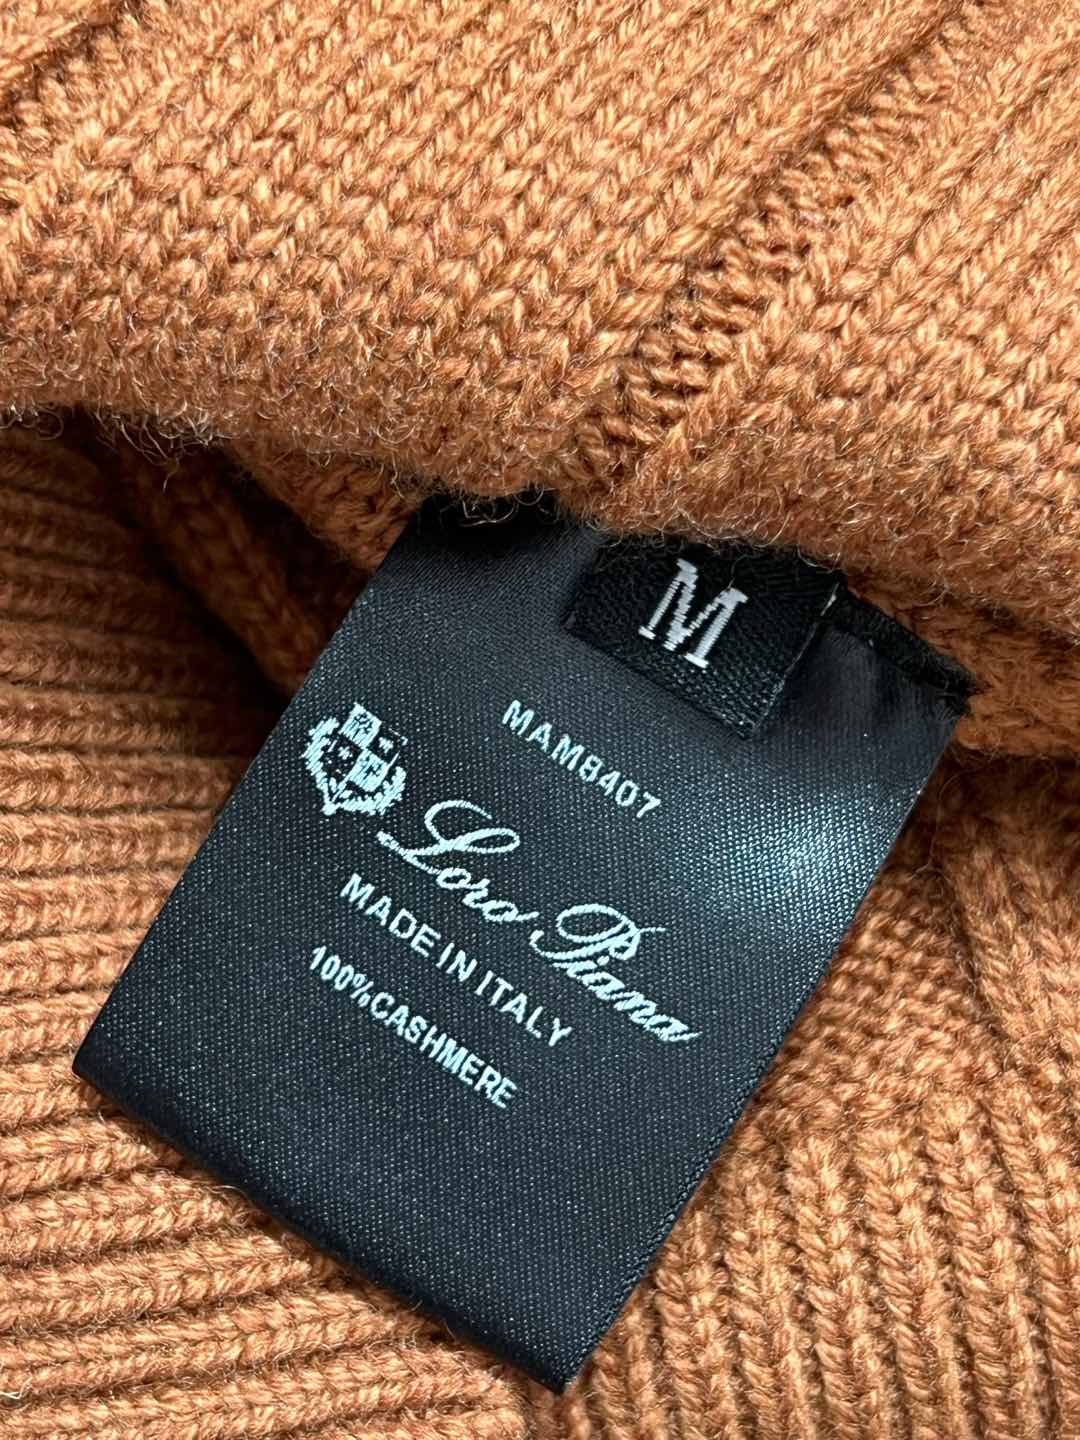 M
MAM8407
Loro Piana
MADE IN ITALY
100%CASHMERE